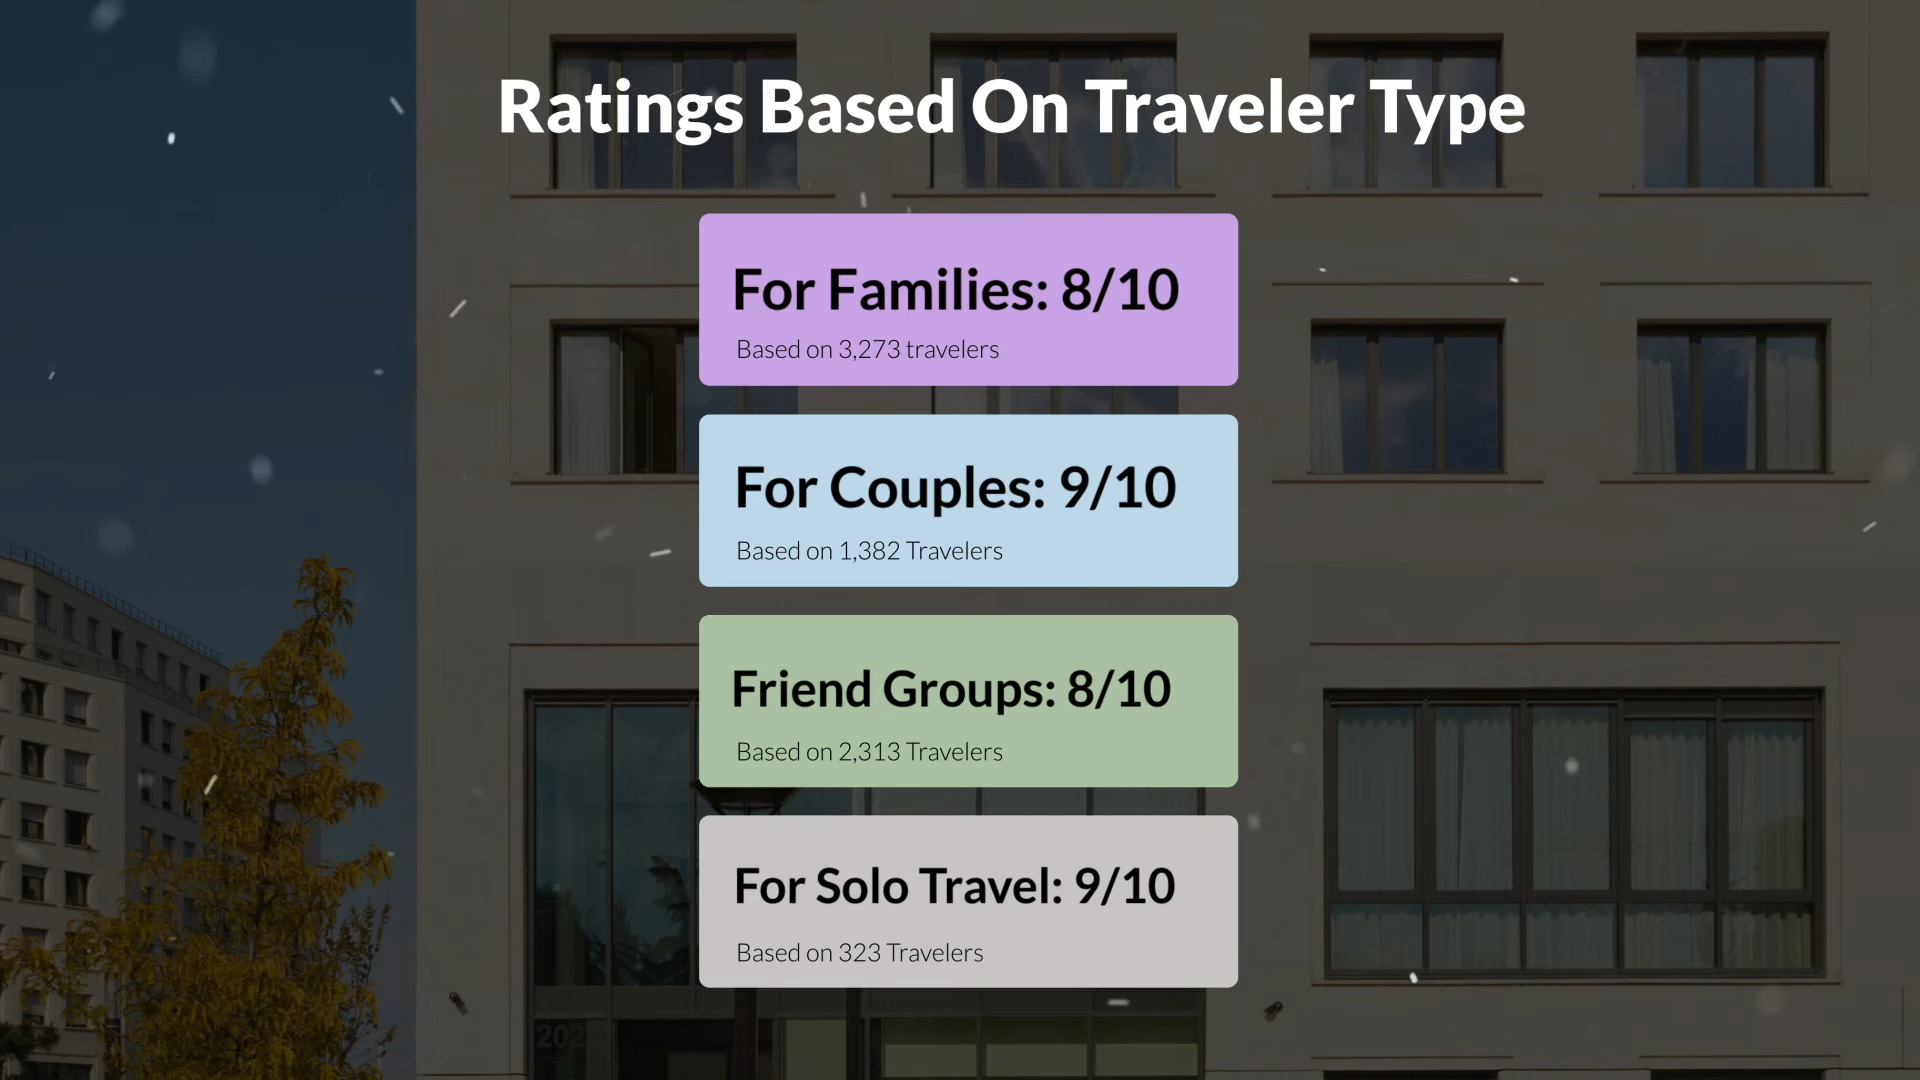 Ratings Based On Traveler Type
For Families: 8/10
Based on 3,273 travelers
For Couples: 9/10
Based on 1,382 Travelers
Friend Groups: 8/10
Based on 2,313 Travelers
For Solo Travel: 9/10
Based on 323 Travelers
202